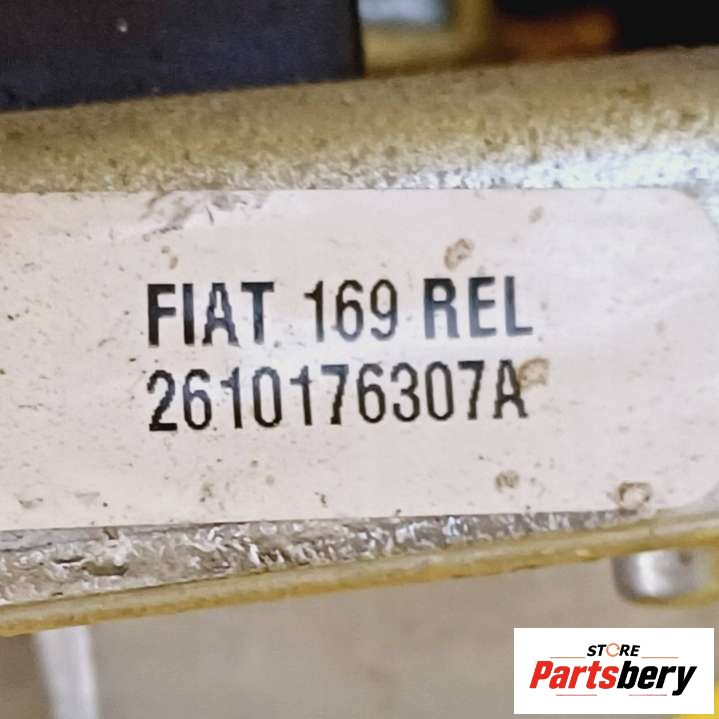 FIAT 169 REL
2610176307A
STORE
Partsbery